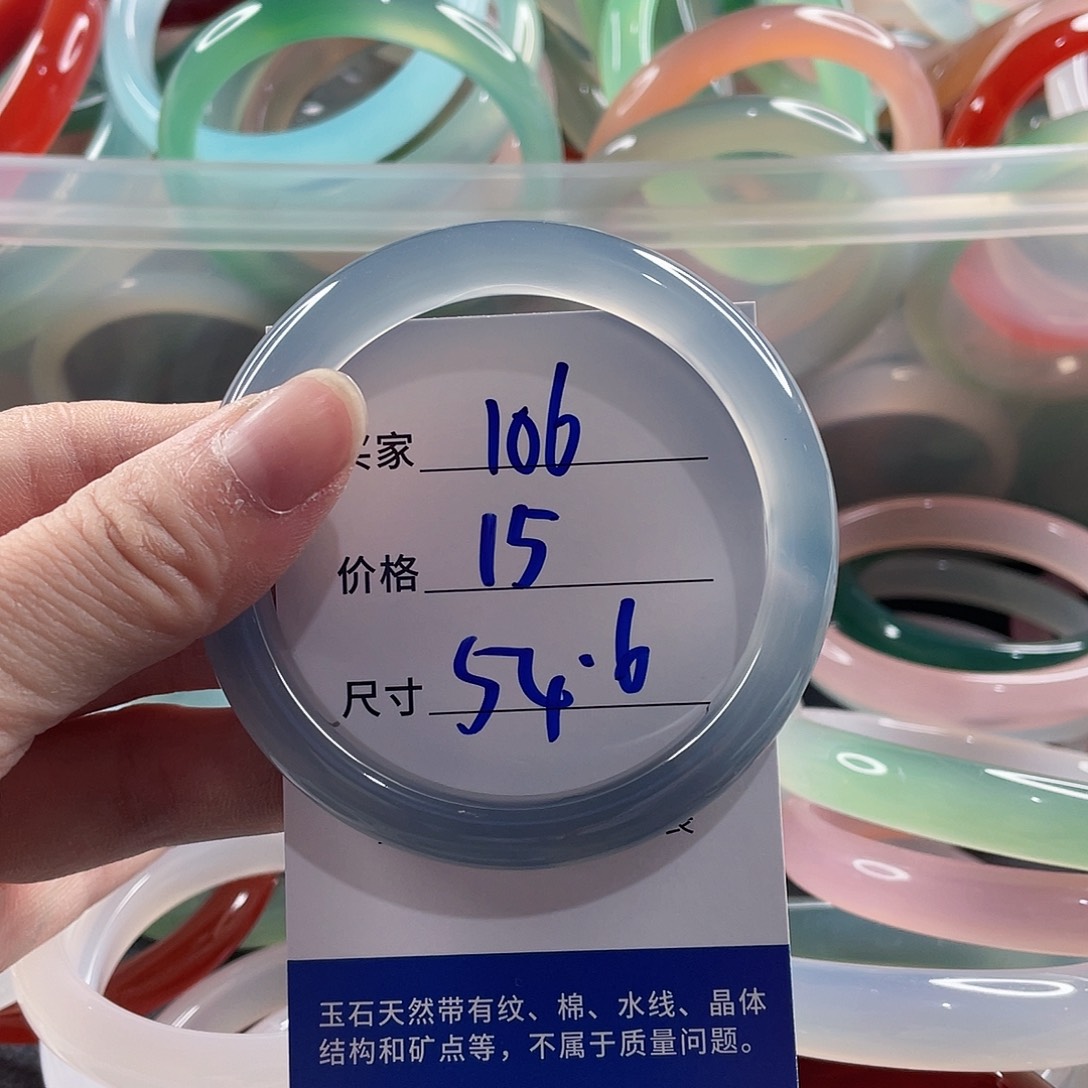 家 106
价格 15
尺寸 54.6
玉石天然带有纹、棉、水线、晶体
结构和矿点等，不属于质量问题。